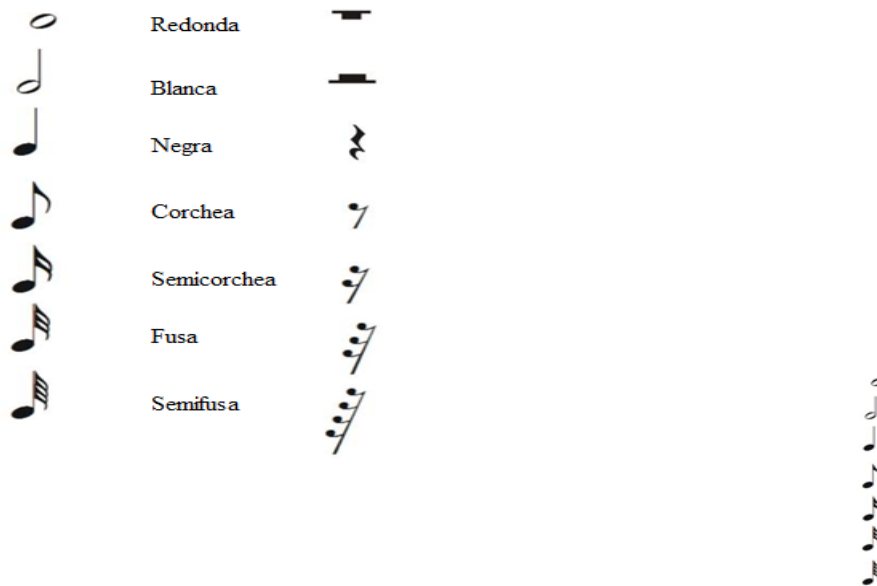 Redonda
Blanca
Negra
Corchea
Semicorchea
Fusa
Semifusa